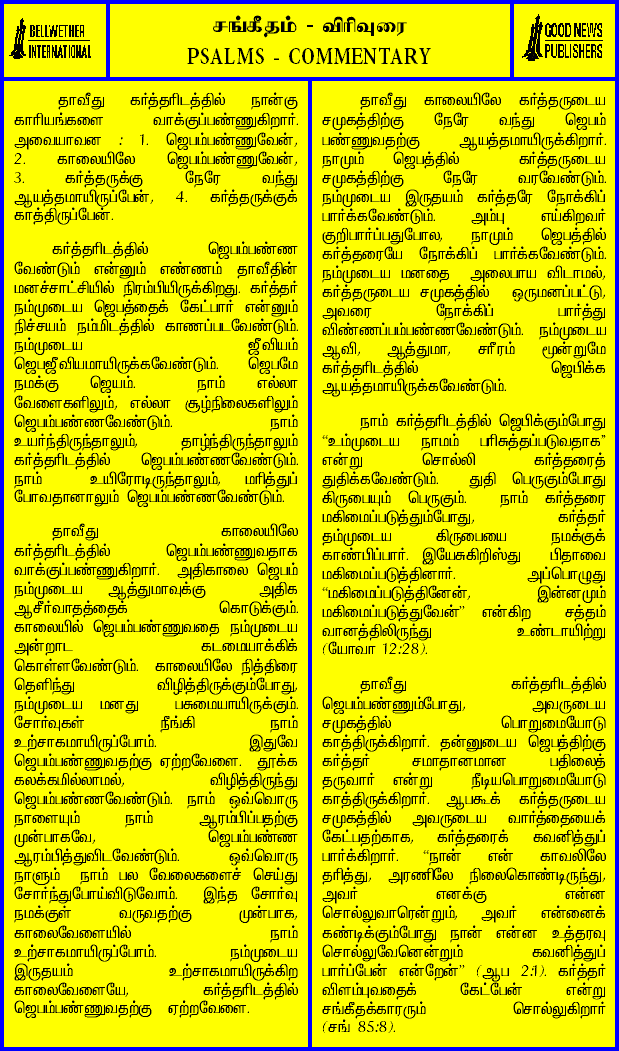 BELLWETHER
INTERNATIONAL
சங்கீதம் - விரிவுரை
PSALMS - COMMENTARY
GOOD NEWS
PUBLISHERS
தாவீது கர்த்தரிடத்தில் நான்கு
காரியங்களை வாக்குப்பண்ணுகிறார்.
அவையாவன : 1. ஜெபம்பண்ணுவேன்,
2. காலையிலே ஜெபம்பண்ணுவேன்,
3. கர்த்தருக்கு நேரே வந்து
ஆயத்தமாயிருப்பேன், 4. கர்த்தருக்குக்
காத்திருப்பேன்.
கர்த்தரிடத்தில் ஜெபம்பண்ண
வேண்டும் என்னும் எண்ணம் தாவீதின்
மனச்சாட்சியில் நிரம்பியிருக்கிறது. கர்த்தர்
நம்முடைய ஜெபத்தைக் கேட்பார் என்னும்
நிச்சயம் நம்மிடத்தில் காணப்படவேண்டும்.
நம்முடைய ஜீவியம்
ஜெபஜீவியமாயிருக்கவேண்டும். ஜெபமே
நமக்கு ஜெயம். நாம் எல்லா
வேளைகளிலும், எல்லா சூழ்நிலைகளிலும்
ஜெபம்பண்ணவேண்டும். நாம்
உயர்ந்திருந்தாலும், தாழ்ந்திருந்தாலும்
கர்த்தரிடத்தில் ஜெபம்பண்ணவேண்டும்.
நாம் உயிரோடிருந்தாலும், மரித்துப்
போவதானாலும் ஜெபம்பண்ணவேண்டும்.
தாவீது காலையிலே
கர்த்தரிடத்தில் ஜெபம்பண்ணுவதாக
வாக்குப்பண்ணுகிறார். அதிகாலை ஜெபம்
நம்முடைய ஆத்துமாவுக்கு அதிக
ஆசீர்வாதத்தைக் கொடுக்கும்.
காலையில் ஜெபம்பண்ணுவதை நம்முடைய
அன்றாட கடமையாக்கிக்
கொள்ளவேண்டும். காலையிலே நித்திரை
தெளிந்து விழித்திருக்கும்போது,
நம்முடைய மனது பசுமையாயிருக்கும்.
சோர்வுகள் நீங்கி நாம்
உற்சாகமாயிருப்போம். இதுவே
ஜெபம்பண்ணுவதற்கு ஏற்றவேளை. தூக்க
கலக்கமில்லாமல், விழித்திருந்து
ஜெபம்பண்ணவேண்டும். நாம் ஒவ்வொரு
நாளையும் நாம் ஆரம்பிப்பதற்கு
முன்பாகவே, ஜெபம்பண்ண
ஆரம்பித்துவிடவேண்டும். ஒவ்வொரு
நாளும் நாம் பல வேலைகளைச் செய்து
சோர்ந்துபோய்விடுவோம். இந்த சோர்வு
நமக்குள் வருவதற்கு முன்பாக,
காலைவேளையில் நாம்
உற்சாகமாயிருப்போம். நம்முடைய
இருதயம் உற்சாகமாயிருக்கிற
காலைவேளையே, கர்த்தரிடத்தில்
ஜெபம்பண்ணுவதற்கு ஏற்றவேளை.
தாவீது காலையிலே கர்த்தருடைய
சமுகத்திற்கு நேரே வந்து ஜெபம்
பண்ணுவதற்கு ஆயத்தமாயிருக்கிறார்.
நாமும் ஜெபத்தில் கர்த்தருடைய
சமுகத்திற்கு நேரே வரவேண்டும்.
நம்முடைய இருதயம் கர்த்தரே நோக்கிப்
பார்க்கவேண்டும். அம்பு எய்கிறவர்
குறிபார்ப்பதுபோல, நாமும் ஜெபத்தில்
கர்த்தரையே நோக்கிப் பார்க்கவேண்டும்.
நம்முடைய மனதை அலைபாய விடாமல்,
கர்த்தருடைய சமுகத்தில் ஒருமனப்பட்டு,
அவரை நோக்கிப் பார்த்து
விண்ணப்பம்பண்ணவேண்டும். நம்முடைய
ஆவி, ஆத்துமா, சரீரம் மூன்றுமே
கர்த்தரிடத்தில் ஜெபிக்க
ஆயத்தமாயிருக்கவேண்டும்.
நாம் கர்த்தரிடத்தில் ஜெபிக்கும்போது
“உம்முடைய நாமம் பரிசுத்தப்படுவதாக”
என்று சொல்லி கர்த்தரைத்
துதிக்கவேண்டும். துதி பெருகும்போது
கிருபையும் பெருகும். நாம் கர்த்தரை
மகிமைப்படுத்தும்போது, கர்த்தர்
தம்முடைய கிருபையை நமக்குக்
காண்பிப்பார். இயேசுகிறிஸ்து பிதாவை
மகிமைப்படுத்தினார். அப்பொழுது
“மகிமைப்படுத்தினேன், இன்னமும்
மகிமைப்படுத்துவேன்” என்கிற சத்தம்
வானத்திலிருந்து உண்டாயிற்று
(யோவா 12:28).
தாவீது கர்த்தரிடத்தில்
ஜெபம்பண்ணும்போது, அவருடைய
சமுகத்தில் பொறுமையோடு
காத்திருக்கிறார். தன்னுடைய ஜெபத்திற்கு
கர்த்தர் சமாதானமான பதிலைத்
தருவார் என்று நீடியபொறுமையோடு
காத்திருக்கிறார். ஆபகூக் கர்த்தருடைய
சமுகத்தில் அவருடைய வார்த்தையைக்
கேட்பதற்காக, கர்த்தரைக் கவனித்துப்
பார்க்கிறார். “நான் என் காவலிலே
தரித்து, அரணிலே நிலைகொண்டிருந்து,
அவர் எனக்கு என்ன
சொல்லுவாரென்றும், அவர் என்னைக்
கண்டிக்கும்போது நான் என்ன உத்தரவு
சொல்லுவேனென்றும் கவனித்துப்
பார்ப்பேன் என்றேன்” (ஆப 2:1). கர்த்தர்
விளம்புவதைக் கேட்பேன் என்று
சங்கீதக்காரரும் சொல்லுகிறார்
(சங் 85:8).